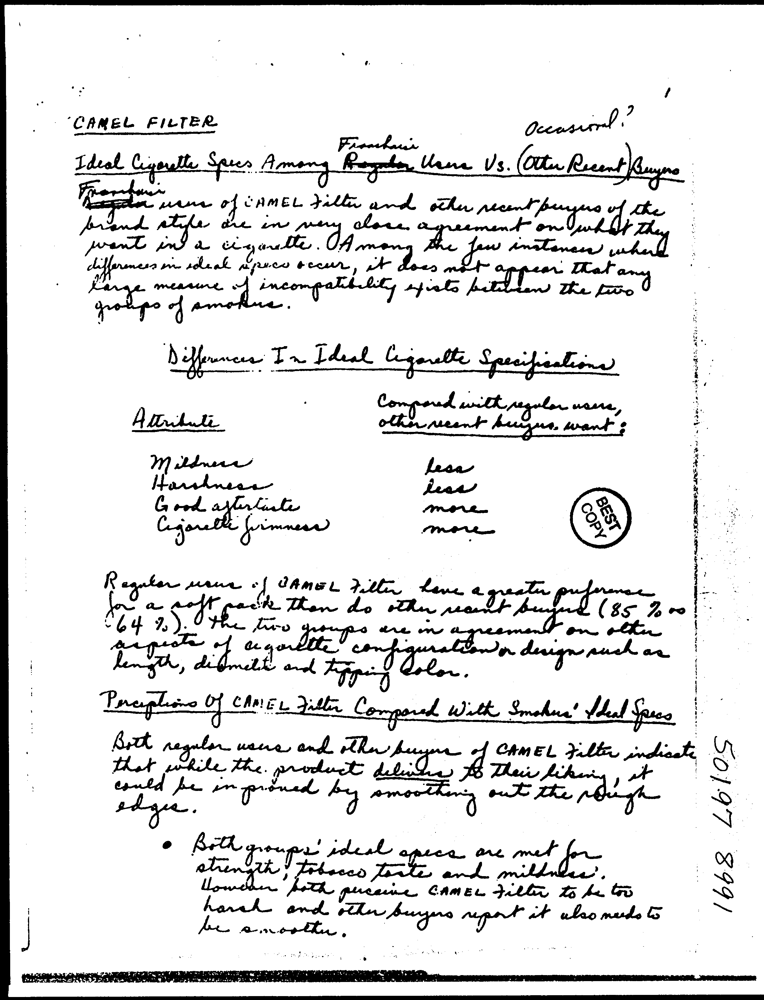 1
CAMEL FILTER
Occasional?
Franchise
Ideal Cigarette Specs Among Regular Users Vs. (Other Recent) Buyers
Franchise
Regular users of CAMEL Filter and other recent buyers of the
brand style are in very close agreement on what they
want in a cigarette. Among the few instances where
differences in ideal specs occur, it does not appear that any
large measure of incompatibility exists between the two
groups of smokers.
Differences In Ideal Cigarette Specifications
Compared with regular users,
Attribute other recent buyers want:
Mildness less
Harshness less
Good aftertaste more
Cigarette firmness more
BEST
COPY
Regular users of CAMEL Filter have a greater preference
for a soft pack than do other recent buyers (85 % vs
64 %). The two groups are in agreement on other
aspects of cigarette configuration or design such as
length, diameter and tipping color.
Perceptions Of CAMEL Filter Compared With Smokers' Ideal Specs
Both regular users and other buyers of CAMEL Filter indicate
that while the product delivers to their liking, it
could be improved by smoothing out the rough
edges.
• Both groups' ideal specs are met for
strength, tobacco taste and mildness.
However both perceive CAMEL Filter to be too
harsh and other buyers report it also needs to
be smoother.
50197 8991